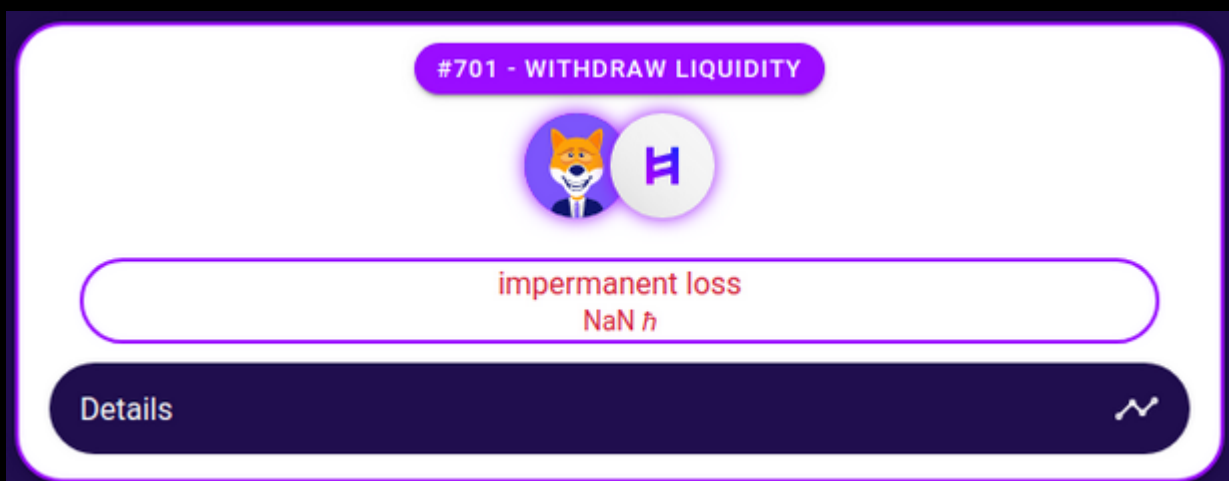 #701 - WITHDRAW LIQUIDITY
impermanent loss
NaN ℏ
Details